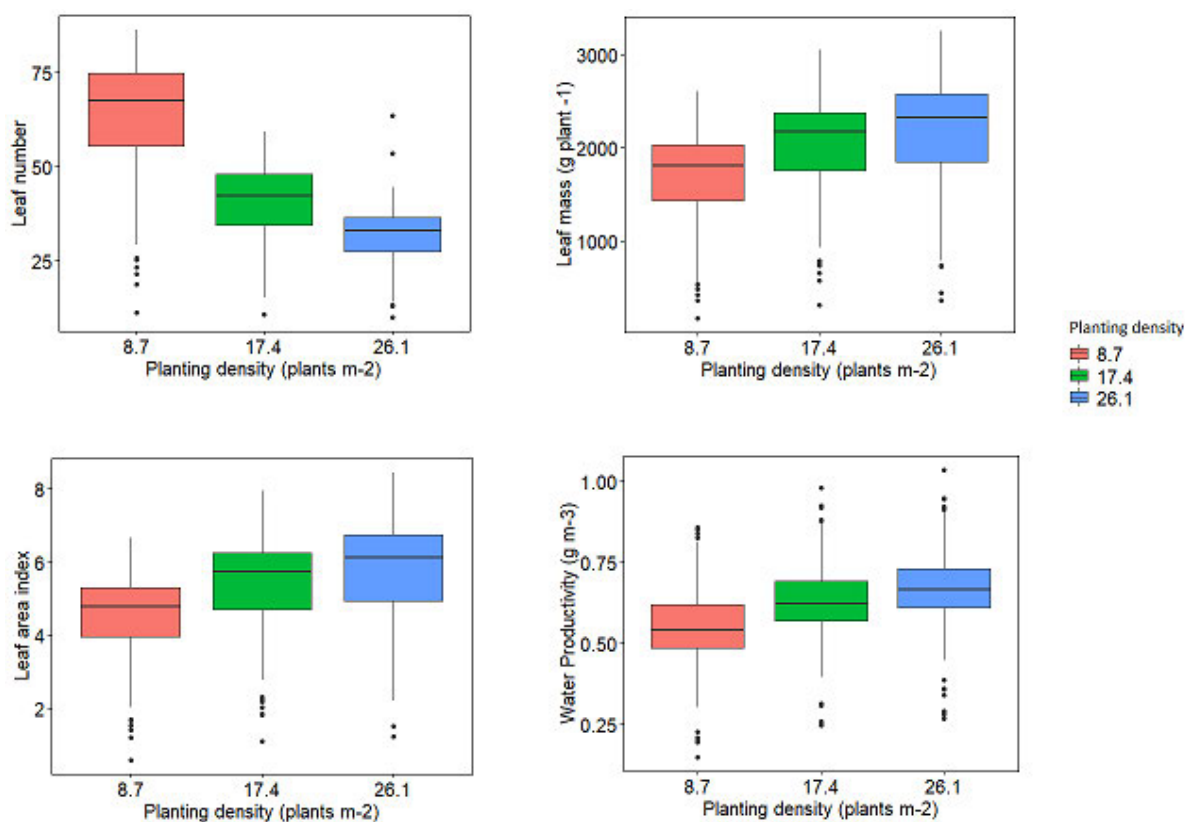 75
50
25
Leaf number
8.7 17.4 26.1
Planting density (plants m-2)
3000
2000
1000
Leaf mass (g plant -1)
8.7 17.4 26.1
Planting density (plants m-2)
Planting density
8.7
17.4
26.1
8
6
4
2
Leaf area index
8.7 17.4 26.1
Planting density (plants m-2)
1.00
0.75
0.50
0.25
Water Productivity (g m-3)
8.7 17.4 26.1
Planting density (plants m-2)